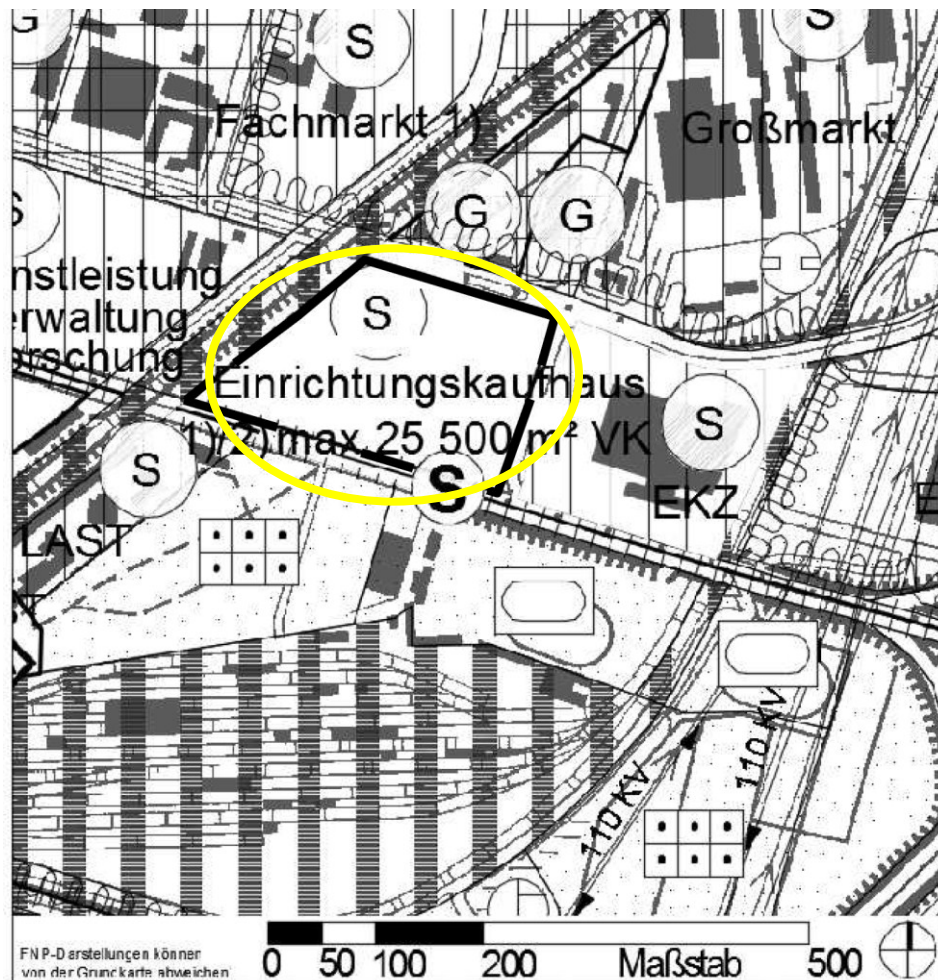 G
S
S
Fachmarkt 1)
Großmarkt
S
G
G
nstleistung
erwaltung
orschung
S
Einrichtungskaufhaus
1)/2) max.25 500 m² VK
S
S
S
EKZ
E
LAST
110 KV
110 KV
FNP-Darstellungen können
von der Grundkarte abweichen
0 50 100 200 Maßstab 500